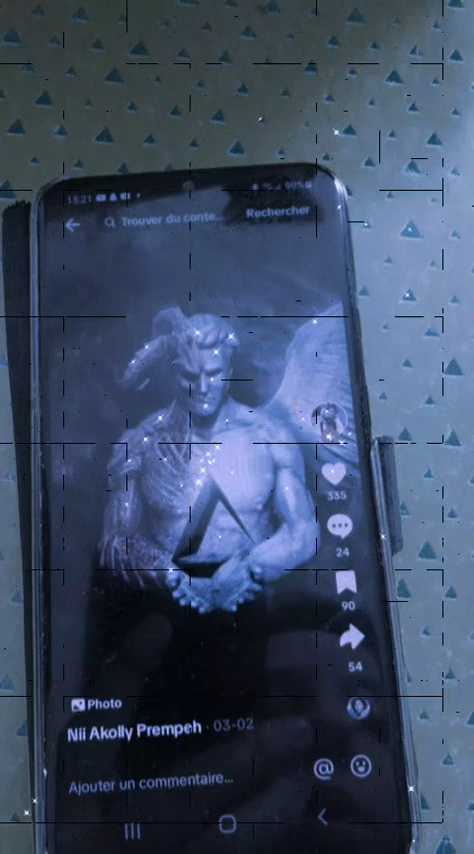 15:21 90%
Trouver du conte... Rechercher
335
24
90
54
Photo
Nii Akolly Prempeh · 03-02
Ajouter un commentaire...